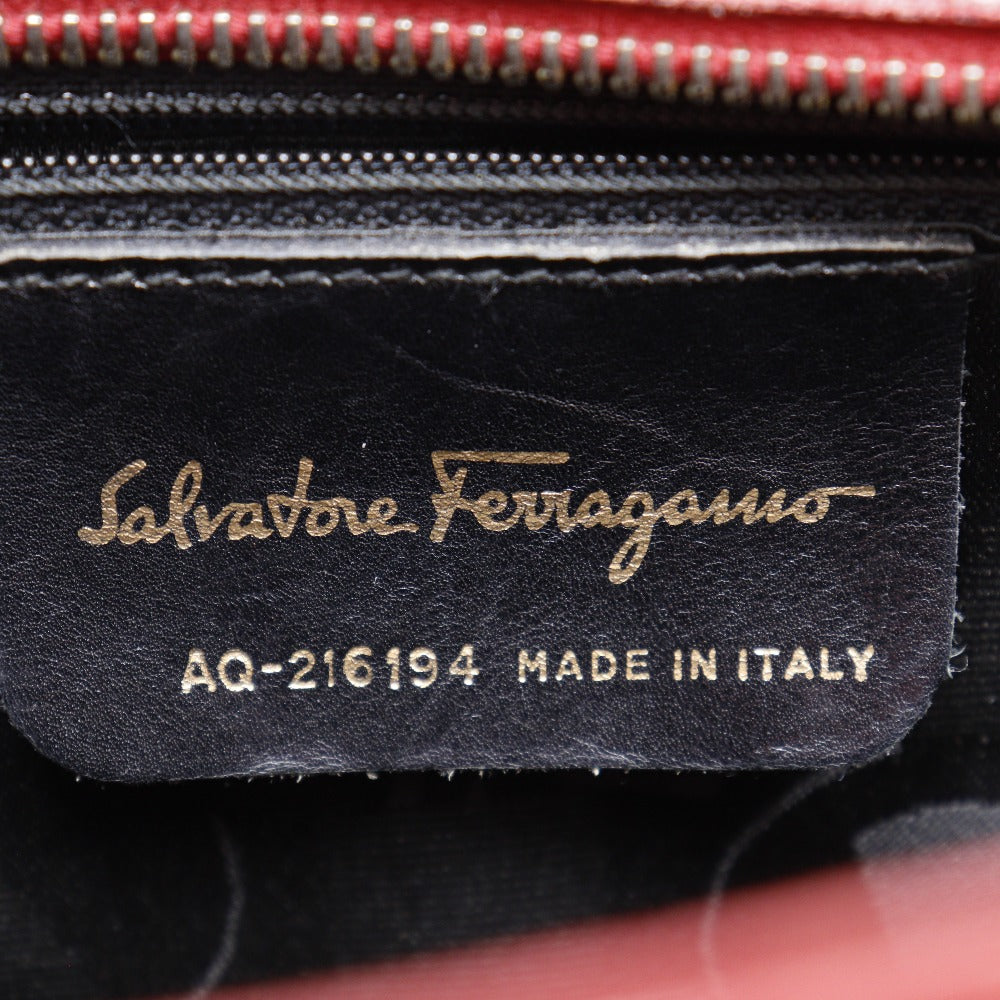 Salvatore Ferragamo
AQ-216194 MADE IN ITALY